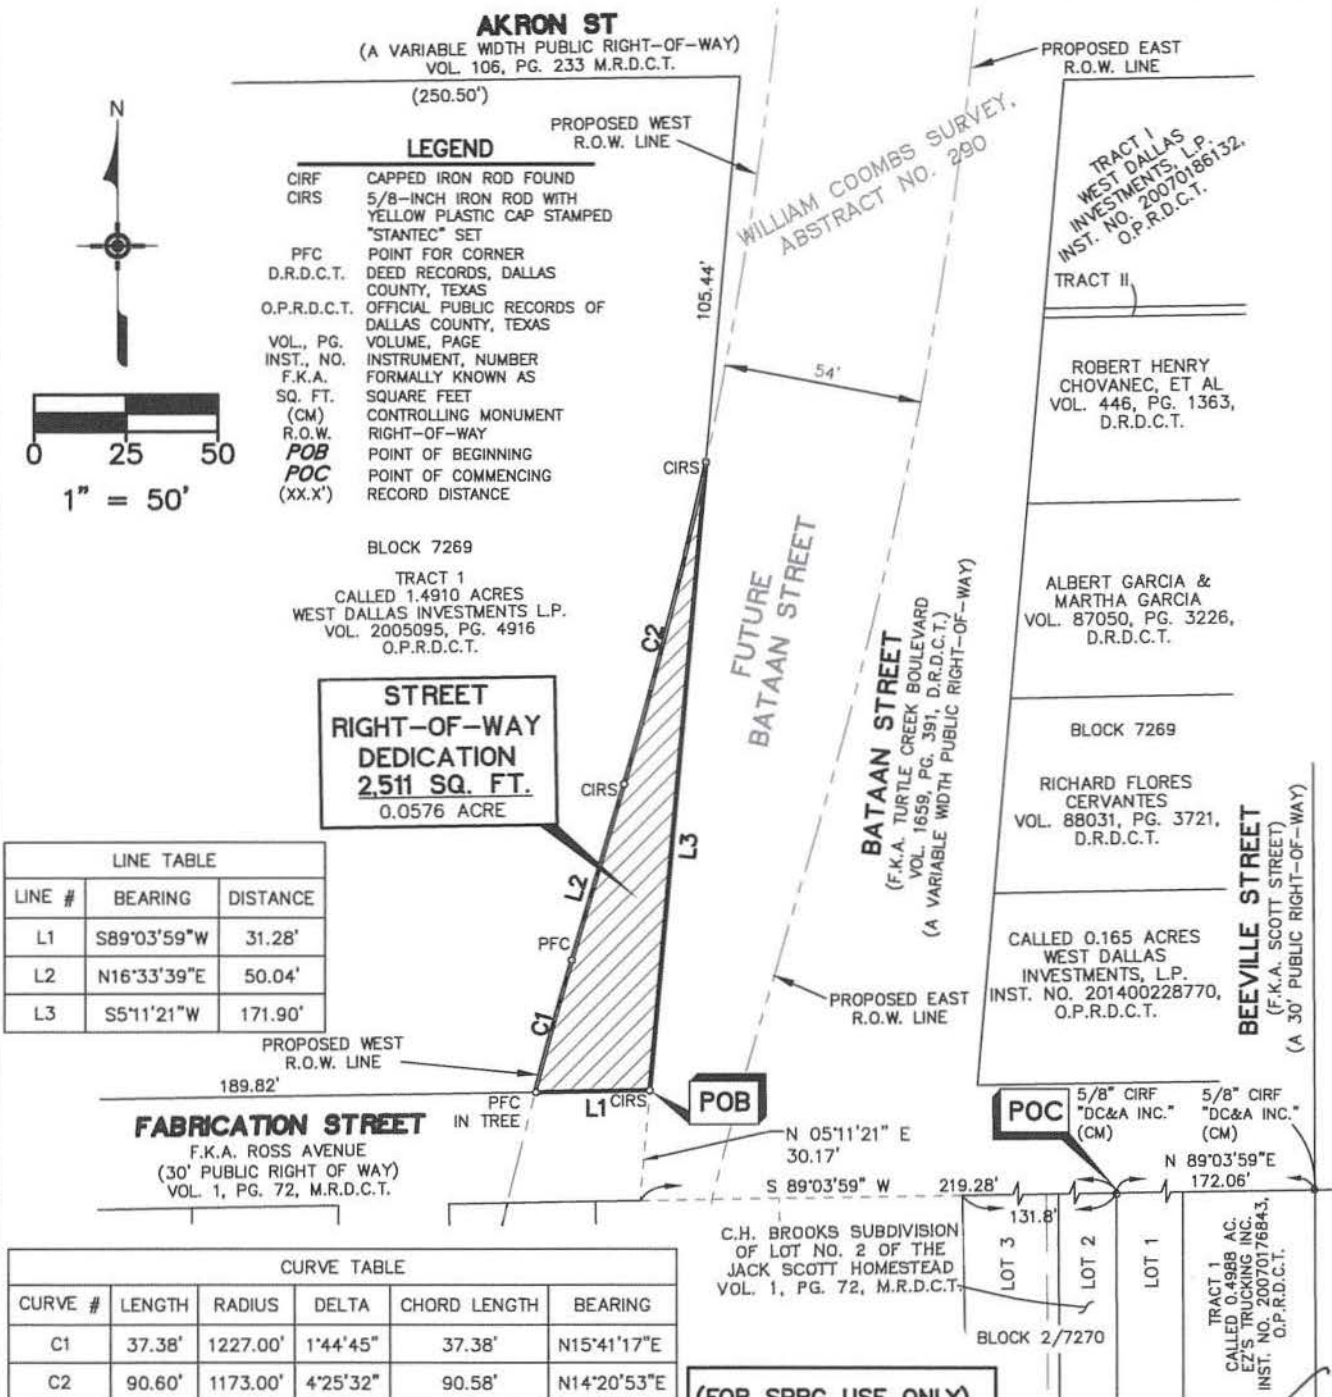 AKRON ST
(A VARIABLE WIDTH PUBLIC RIGHT-OF-WAY)
VOL. 106, PG. 233 M.R.D.C.T.
(250.50')
PROPOSED EAST
R.O.W. LINE
N
PROPOSED WEST
R.O.W. LINE
WILLIAM COOMBS SURVEY,
ABSTRACT NO. 290
TRACT I
WEST DALLAS
INVESTMENTS, L.P.
INST. NO. 20070186132,
O.P.R.D.C.T.
TRACT II
LEGEND
CIRF CAPPED IRON ROD FOUND
CIRS 5/8-INCH IRON ROD WITH
YELLOW PLASTIC CAP STAMPED
"STANTEC" SET
PFC POINT FOR CORNER
D.R.D.C.T. DEED RECORDS, DALLAS
COUNTY, TEXAS
O.P.R.D.C.T. OFFICIAL PUBLIC RECORDS OF
DALLAS COUNTY, TEXAS
VOL., PG. VOLUME, PAGE
INST., NO. INSTRUMENT, NUMBER
F.K.A. FORMALLY KNOWN AS
SQ. FT. SQUARE FEET
(CM) CONTROLLING MONUMENT
R.O.W. RIGHT-OF-WAY
POB POINT OF BEGINNING
POC POINT OF COMMENCING
(XX.X') RECORD DISTANCE
0 25 50
1" = 50'
105.44'
54'
ROBERT HENRY
CHOVANEC, ET AL
VOL. 446, PG. 1363,
D.R.D.C.T.
CIRS
BLOCK 7269
TRACT 1
CALLED 1.4910 ACRES
WEST DALLAS INVESTMENTS L.P.
VOL. 2005095, PG. 4916
O.P.R.D.C.T.
C2
FUTURE
BATAAN STREET
BATAAN STREET
(F.K.A. TURTLE CREEK BOULEVARD
VOL. 1659, PG. 391, D.R.D.C.T.)
(A VARIABLE WIDTH PUBLIC RIGHT-OF-WAY)
ALBERT GARCIA &
MARTHA GARCIA
VOL. 87050, PG. 3226,
D.R.D.C.T.
STREET
RIGHT-OF-WAY
DEDICATION
2,511 SQ. FT.
0.0576 ACRE
CIRS
L3
BLOCK 7269
RICHARD FLORES
CERVANTES
VOL. 88031, PG. 3721,
D.R.D.C.T.
BEEVILLE STREET
(F.K.A. SCOTT STREET)
(A 30' PUBLIC RIGHT-OF-WAY)
LINE TABLE
LINE # BEARING DISTANCE
L1 S89°03'59"W 31.28'
L2 N16°33'39"E 50.04'
L3 S5°11'21"W 171.90'
L2
PFC
C1
CALLED 0.165 ACRES
WEST DALLAS
INVESTMENTS, L.P.
INST. NO. 201400228770,
O.P.R.D.C.T.
PROPOSED EAST
R.O.W. LINE
PROPOSED WEST
R.O.W. LINE
189.82'
PFC
IN TREE
L1
CIRS
POB
POC
5/8" CIRF
"DC&A INC."
(CM)
5/8" CIRF
"DC&A INC."
(CM)
FABRICATION STREET
F.K.A. ROSS AVENUE
(30' PUBLIC RIGHT OF WAY)
VOL. 1, PG. 72, M.R.D.C.T.
N 05°11'21" E
30.17'
S 89°03'59" W 219.28'
131.8'
N 89°03'59"E
172.06'
C.H. BROOKS SUBDIVISION
OF LOT NO. 2 OF THE
JACK SCOTT HOMESTEAD
VOL. 1, PG. 72, M.R.D.C.T.
LOT 3
LOT 2
LOT 1
BLOCK 2/7270
TRACT 1
CALLED 0.4988 AC.
EZ'S TRUCKING INC.
INST. NO. 20070176843,
O.P.R.D.C.T.
CURVE TABLE
CURVE # LENGTH RADIUS DELTA CHORD LENGTH BEARING
C1 37.38' 1227.00' 1°44'45" 37.38' N15°41'17"E
C2 90.60' 1173.00' 4°25'32" 90.58' N14°20'53"E
(FOR SPRG USE ONLY)